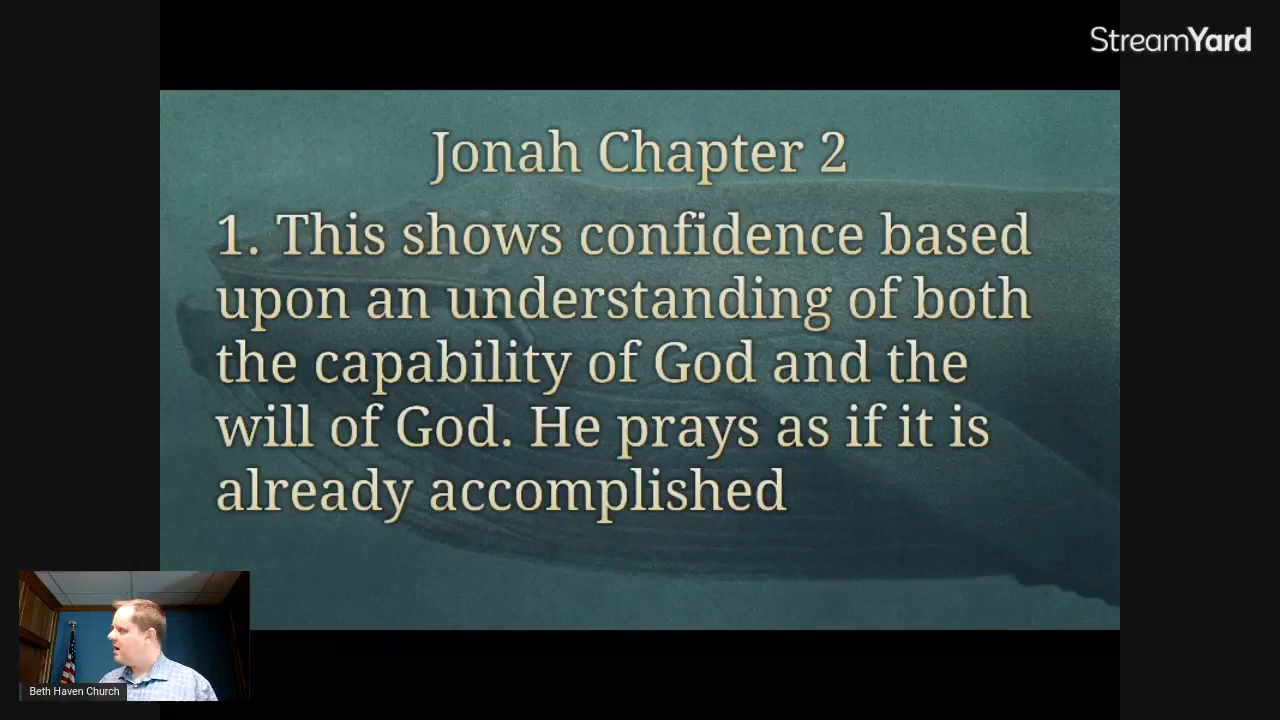 StreamYard
Jonah Chapter 2
1. This shows confidence based
upon an understanding of both
the capability of God and the
will of God. He prays as if it is
already accomplished
Beth Haven Church